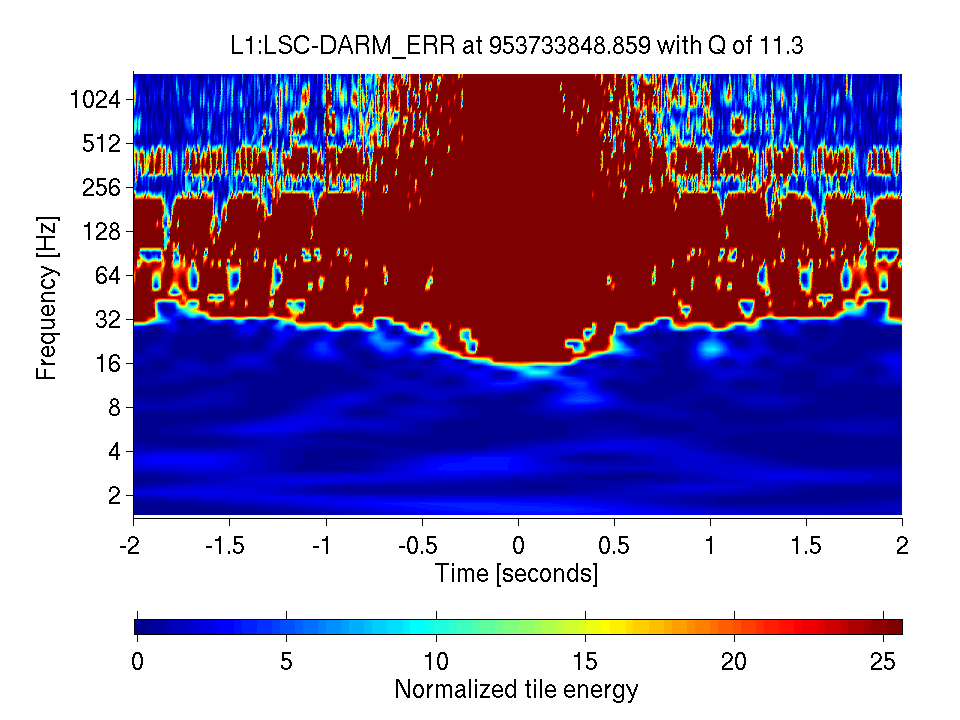 L1:LSC-DARM_ERR at 953733848.859 with Q of 11.3
Frequency [Hz]
1024
512
256
128
64
32
16
8
4
2
-2 -1.5 -1 -0.5 0 0.5 1 1.5 2
Time [seconds]
0 5 10 15 20 25
Normalized tile energy